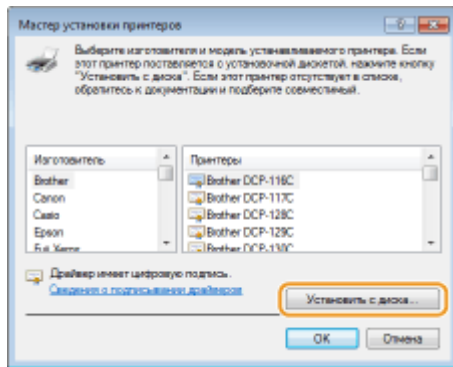 Мастер установки принтеров
Выберите изготовителя и модель устанавливаемого принтера. Если
этот принтер поставляется с установочной дискетой, нажмите кнопку
"Установить с диска". Если этот принтер отсутствует в списке,
обратитесь к документации и подберите совместимый.
Изготовитель
Brother
Canon
Casio
Epson
Fuji Xerox
Принтеры
Brother DCP-116C
Brother DCP-117C
Brother DCP-128C
Brother DCP-129C
Brother DCP-130C
Драйвер имеет цифровую подпись.
Сведения о подписывании драйверов
Установить с диска...
OK
Отмена